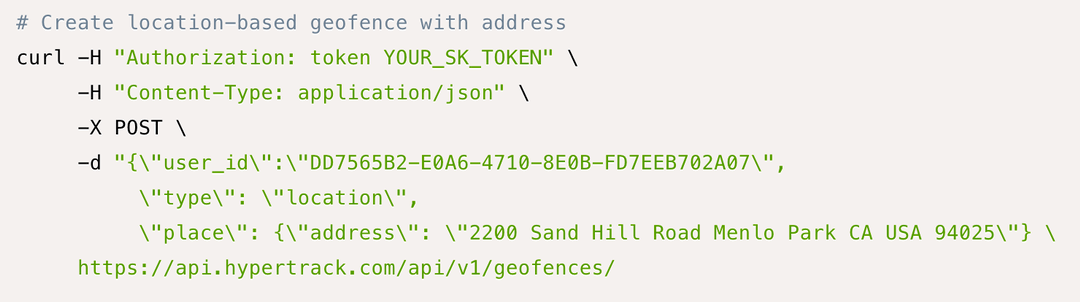 # Create location-based geofence with address
curl -H "Authorization: token YOUR_SK_TOKEN" \
-H "Content-Type: application/json" \
-X POST \
-d "{\"user_id\":\"DD7565B2-E0A6-4710-8E0B-FD7EEB702A07\",
\"type\": \"location\",
\"place\": {\"address\": \"2200 Sand Hill Road Menlo Park CA USA 94025\"} \
https://api.hypertrack.com/api/v1/geofences/